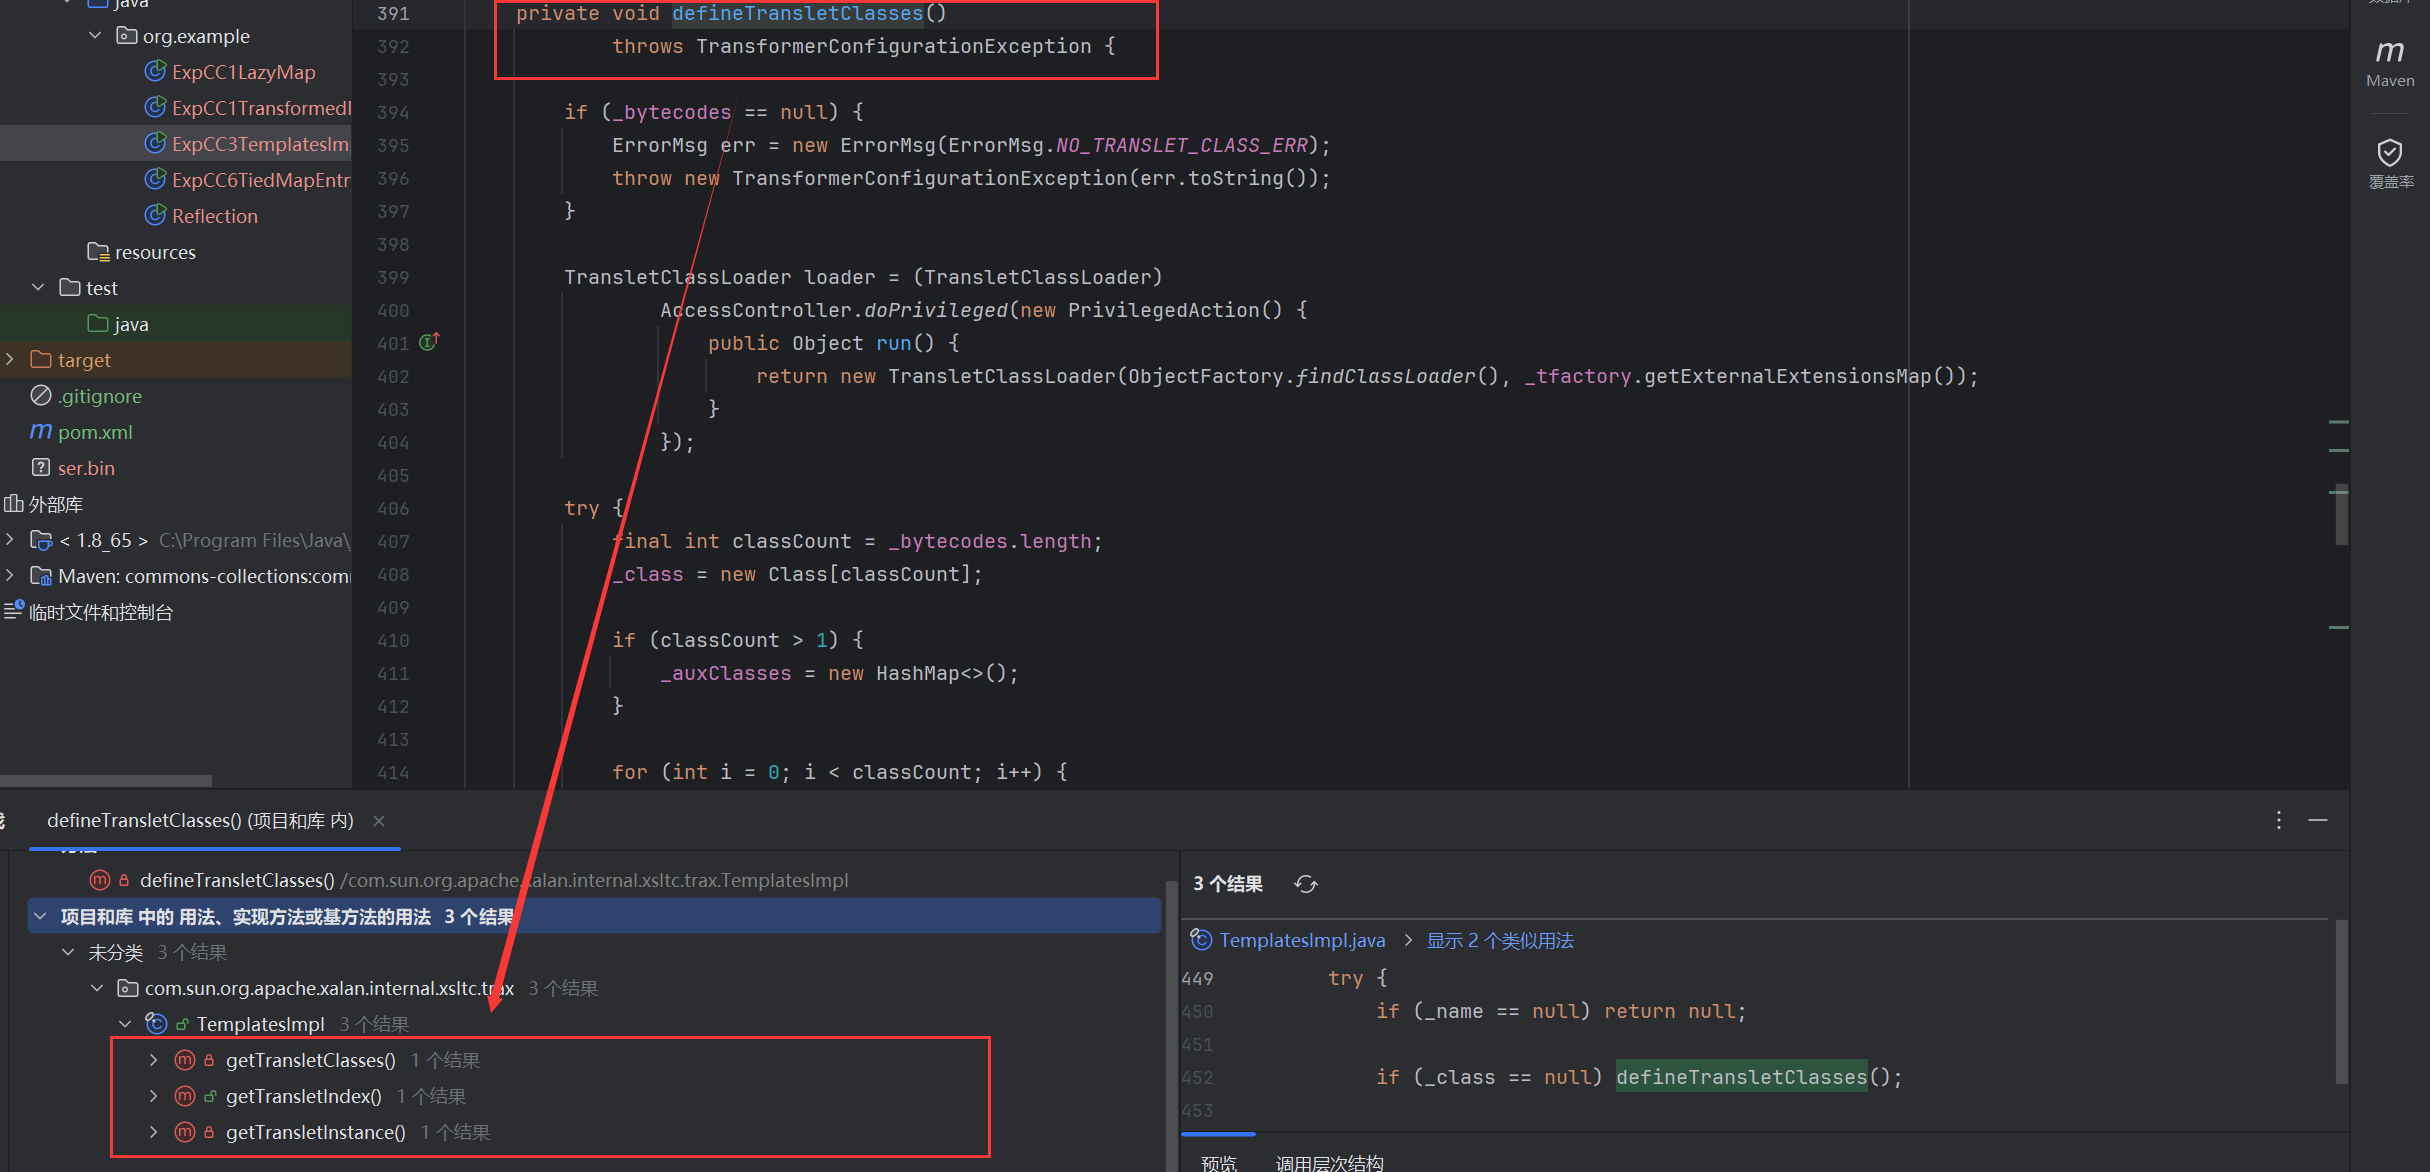 java
org.example
ExpCC1LazyMap
ExpCC1Transformed
ExpCC3TemplatesIm
ExpCC6TiedMapEntr
Reflection
resources
test
java
target
.gitignore
pom.xml
ser.bin
外部库
< 1.8_65 > C:\Program Files\Java\
Maven: commons-collections:com
临时文件和控制台
391 private void defineTransletClasses()
392 throws TransformerConfigurationException {
393
394 if (_bytecodes == null) {
395 ErrorMsg err = new ErrorMsg(ErrorMsg.NO_TRANSLET_CLASS_ERR);
396 throw new TransformerConfigurationException(err.toString());
397 }
398
399 TransletClassLoader loader = (TransletClassLoader)
400 AccessController.doPrivileged(new PrivilegedAction() {
401 public Object run() {
402 return new TransletClassLoader(ObjectFactory.findClassLoader(), _tfactory.getExternalExtensionsMap());
403 }
404 });
405
406 try {
407 final int classCount = _bytecodes.length;
408 _class = new Class[classCount];
409
410 if (classCount > 1) {
411 _auxClasses = new HashMap<>();
412 }
413
414 for (int i = 0; i < classCount; i++) {
Maven
覆盖率
defineTransletClasses() (项目和库 内)
defineTransletClasses() /com.sun.org.apache.xalan.internal.xsltc.trax.TemplatesImpl
项目和库 中的 用法、实现方法或基方法的用法 3 个结果
未分类 3 个结果
com.sun.org.apache.xalan.internal.xsltc.trax 3 个结果
TemplatesImpl 3 个结果
getTransletClasses() 1 个结果
getTransletIndex() 1 个结果
getTransletInstance() 1 个结果
3 个结果
TemplatesImpl.java > 显示 2 个类似用法
449 try {
450 if (_name == null) return null;
451
452 if (_class == null) defineTransletClasses();
453
预览 调用层次结构